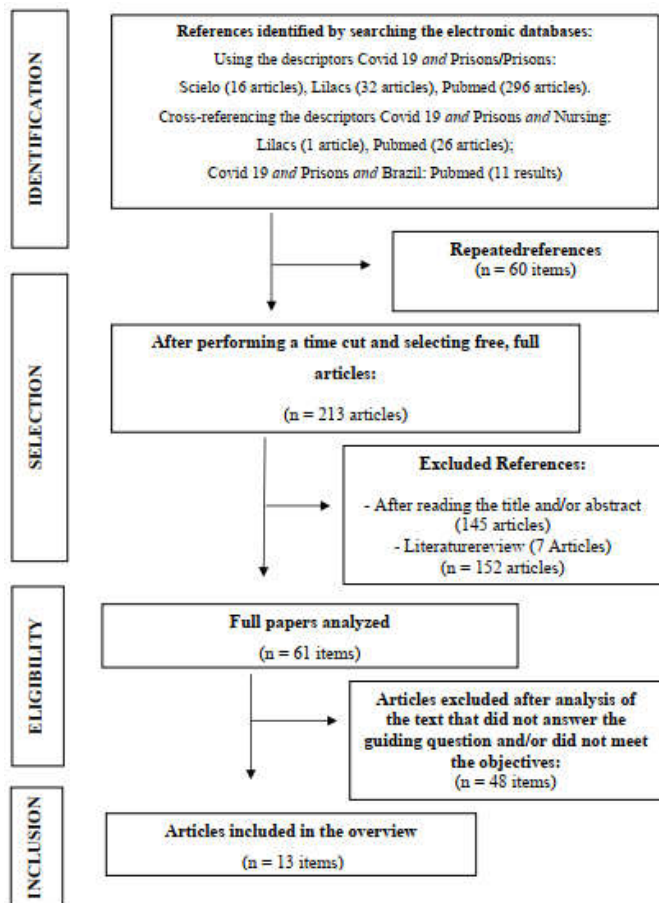 IDENTIFICATION
References identified by searching the electronic databases:
Using the descriptors Covid 19 and Prisons/Prisons:
Scielo (16 articles), Lilacs (32 articles), Pubmed (296 articles).
Cross-referencing the descriptors Covid 19 and Prisons and Nursing:
Lilacs (1 article), Pubmed (26 articles);
Covid 19 and Prisons and Brazil: Pubmed (11 results)
Repeatedreferences
(n = 60 items)
SELECTION
After performing a time cut and selecting free, full
articles:
(n = 213 articles)
Excluded References:
- After reading the title and/or abstract
(145 articles)
- Literaturereview (7 Articles)
(n = 152 articles)
ELIGIBILITY
Full papers analyzed
(n = 61 items)
Articles excluded after analysis of
the text that did not answer the
guiding question and/or did not meet
the objectives:
(n = 48 items)
INCLUSION
Articles included in the overview
(n = 13 items)